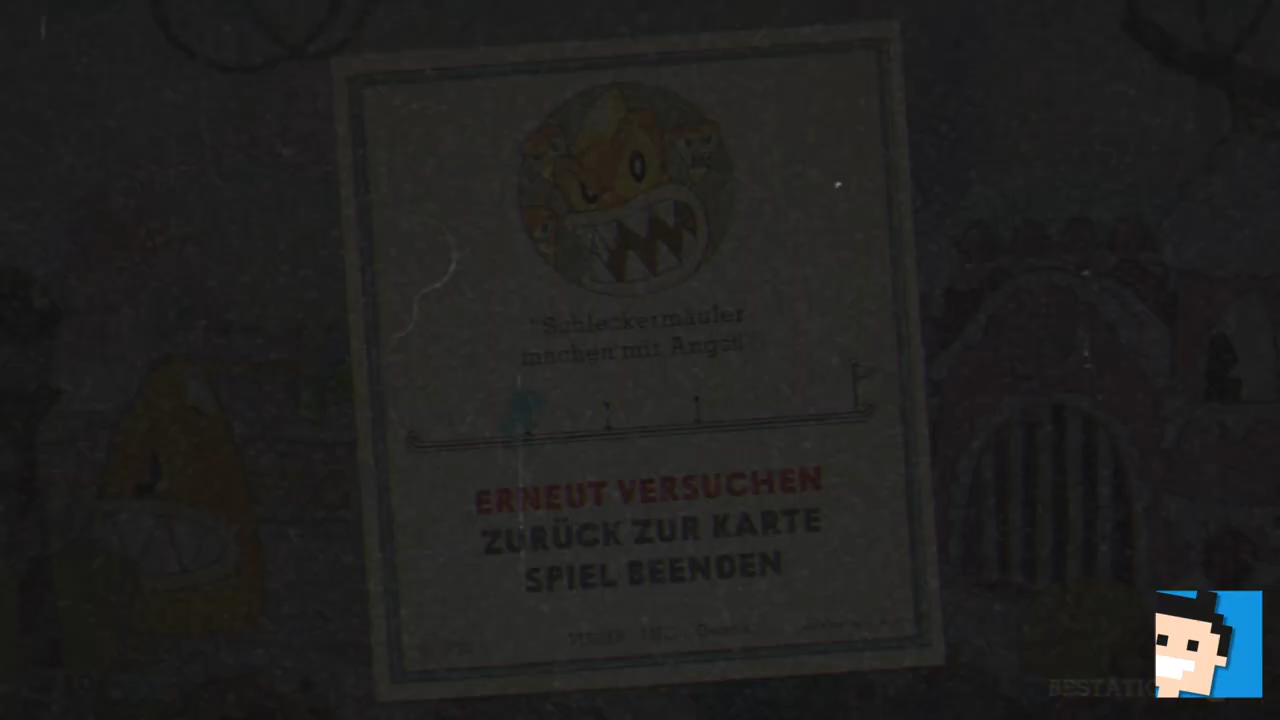 "Schleckermäuler
machen mir Angst!"
ERNEUT VERSUCHEN
ZURÜCK ZUR KARTE
SPIEL BEENDEN